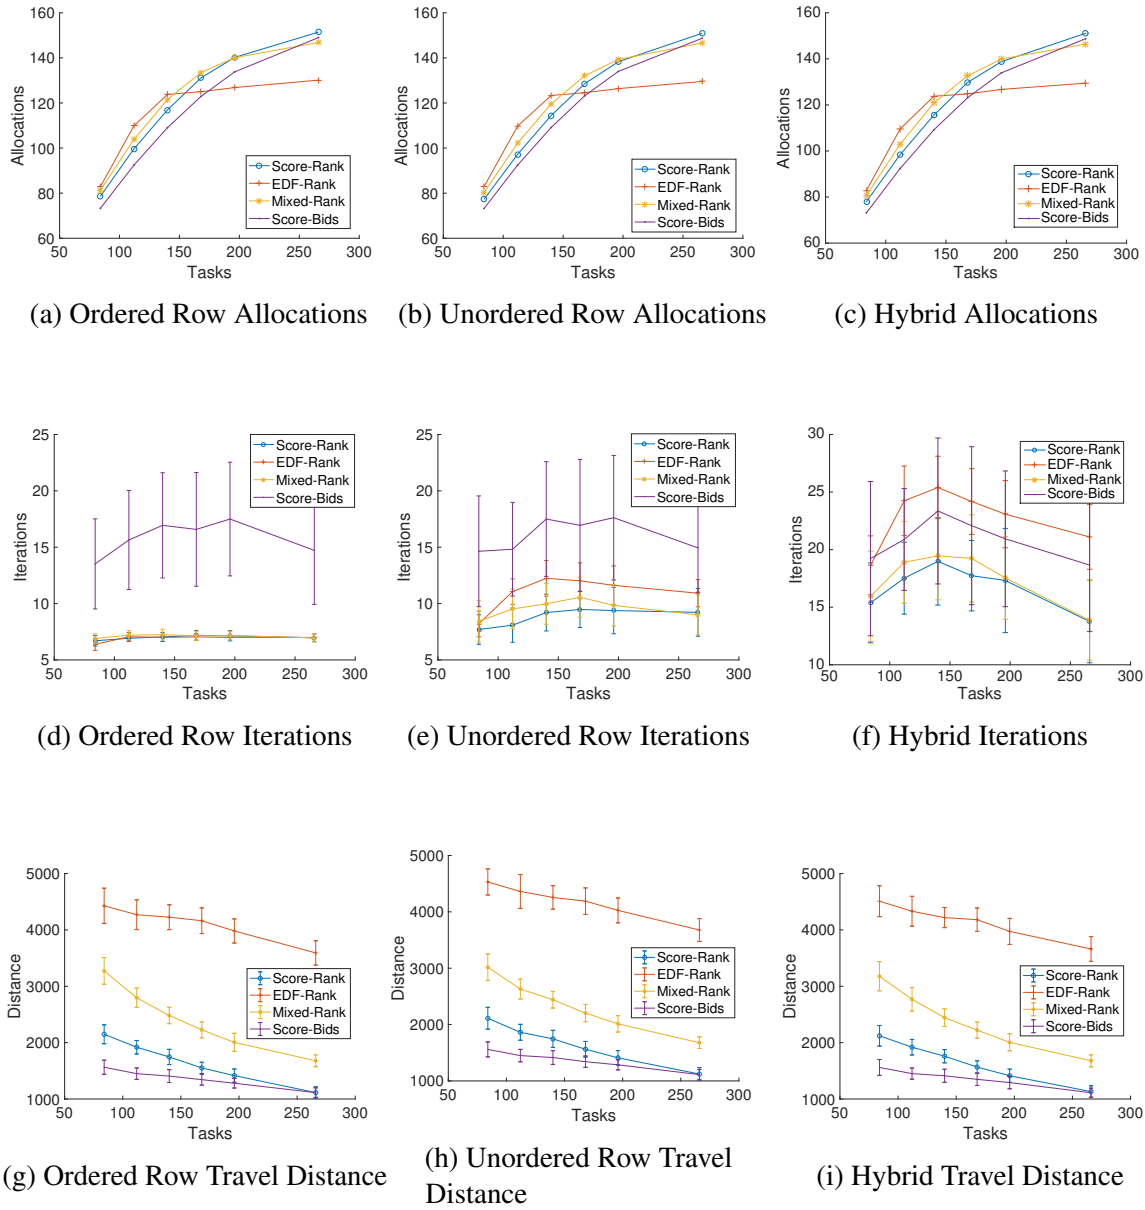 160
140
120
100
80
60
50
100
150
200
250
300
Allocations
Tasks
Score-Rank
EDF-Rank
Mixed-Rank
Score-Bids
(a) Ordered Row Allocations
160
140
120
100
80
60
50
100
150
200
250
300
Allocations
Tasks
Score-Rank
EDF-Rank
Mixed-Rank
Score-Bids
(b) Unordered Row Allocations
160
140
120
100
80
60
50
100
150
200
250
300
Allocations
Tasks
Score-Rank
EDF-Rank
Mixed-Rank
Score-Bids
(c) Hybrid Allocations
25
20
15
10
5
50
100
150
200
250
300
Iterations
Tasks
Score-Rank
EDF-Rank
Mixed-Rank
Score-Bids
(d) Ordered Row Iterations
25
20
15
10
5
50
100
150
200
250
300
Iterations
Tasks
Score-Rank
EDF-Rank
Mixed-Rank
Score-Bids
(e) Unordered Row Iterations
30
25
20
15
10
50
100
150
200
250
300
Iterations
Tasks
Score-Rank
EDF-Rank
Mixed-Rank
Score-Bids
(f) Hybrid Iterations
5000
4000
3000
2000
1000
50
100
150
200
250
300
Distance
Tasks
Score-Rank
EDF-Rank
Mixed-Rank
Score-Bids
(g) Ordered Row Travel Distance
5000
4000
3000
2000
1000
50
100
150
200
250
300
Distance
Tasks
Score-Rank
EDF-Rank
Mixed-Rank
Score-Bids
(h) Unordered Row Travel
Distance
5000
4000
3000
2000
1000
50
100
150
200
250
300
Distance
Tasks
Score-Rank
EDF-Rank
Mixed-Rank
Score-Bids
(i) Hybrid Travel Distance